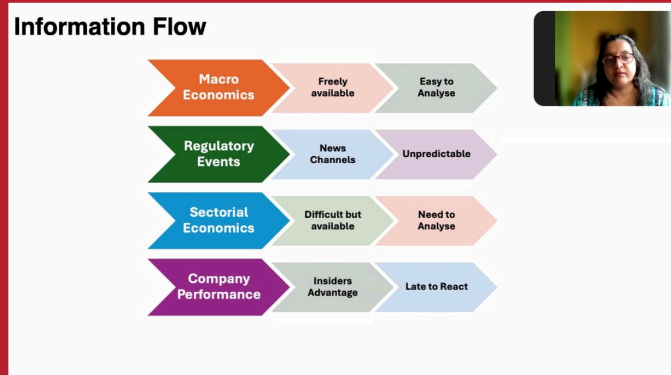 Information Flow
Macro
Economics
Freely
available
Easy to
Analyse
Regulatory
Events
News
Channels
Unpredictable
Sectorial
Economics
Difficult but
available
Need to
Analyse
Company
Performance
Insiders
Advantage
Late to React